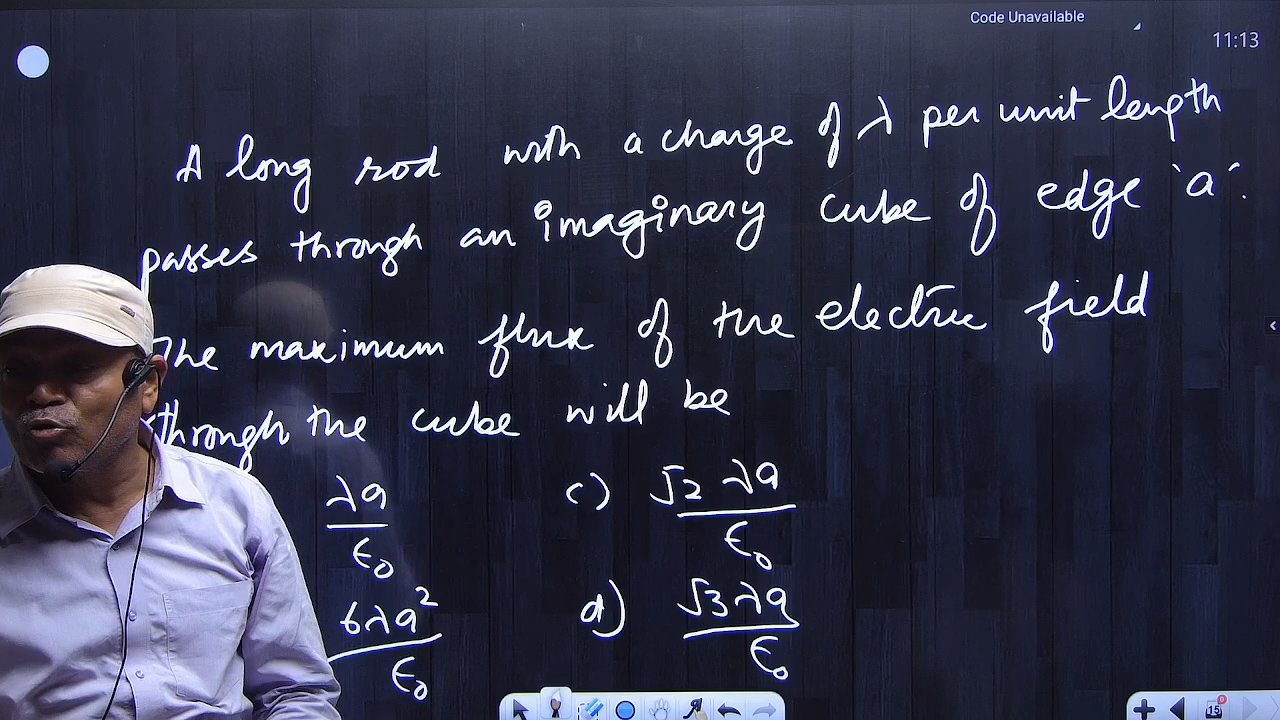 Code Unavailable
11:13
A long rod with a charge of λ per unit length
passes through an imaginary cube of edge 'a'.
The maximum flux of the electric field
through the cube will be
λa/ϵ₀ c) √2 λa/ϵ₀
6λa²/ϵ₀ d) √3 λa/ϵ₀
15